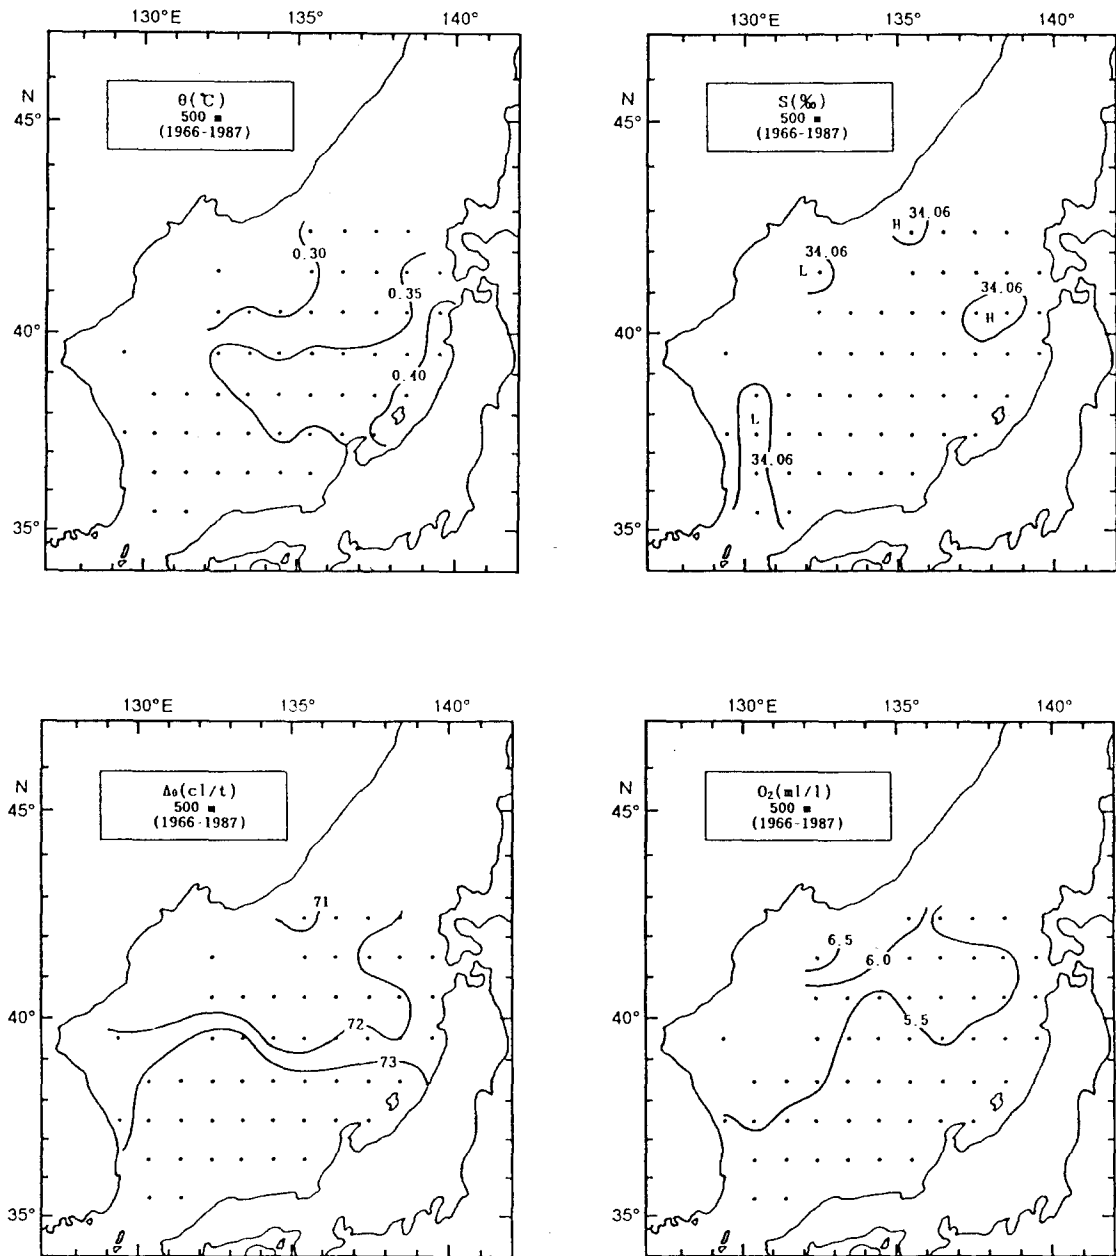 130°E 135° 140°
N
45°
40°
35°
θ(℃)
500 m
(1966-1987)
0.30
0.35
0.40
130°E 135° 140°
N
45°
40°
35°
S(‰)
500 m
(1966-1987)
H 34.06
34.06
L
34.06
H
L
34.06
130°E 135° 140°
N
45°
40°
35°
Δθ(cl/t)
500 m
(1966-1987)
71
72
73
130°E 135° 140°
N
45°
40°
35°
O₂(ml/l)
500 m
(1966-1987)
6.5
6.0
5.5